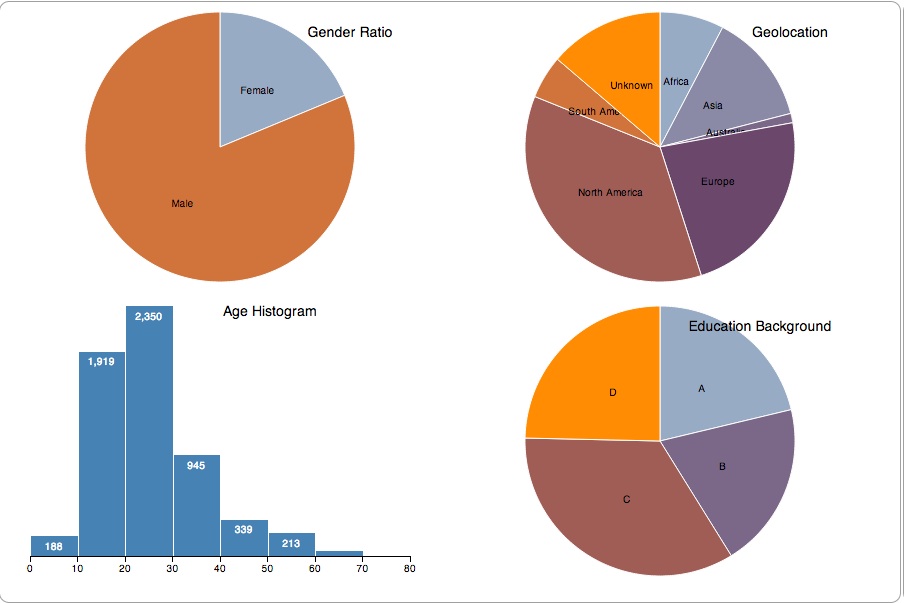 Gender Ratio
Female
Male
Geolocation
Africa
Asia
Australia
Europe
North America
South Ame
Unknown
Age Histogram
188
1,919
2,350
945
339
213
0 10 20 30 40 50 60 70 80
Education Background
A
B
C
D